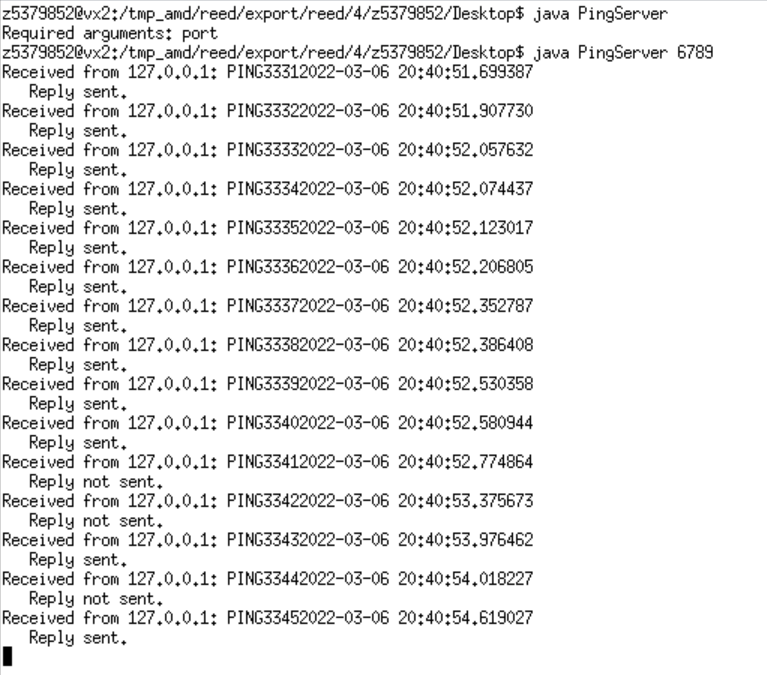 z5379852@vx2:/tmp_amd/reed/export/reed/4/z5379852/Desktop$ java PingServer
Required arguments: port
z5379852@vx2:/tmp_amd/reed/export/reed/4/z5379852/Desktop$ java PingServer 6789
Received from 127.0.0.1: PING33312022-03-06 20:40:51.699387
Reply sent.
Received from 127.0.0.1: PING33322022-03-06 20:40:51.907730
Reply sent.
Received from 127.0.0.1: PING33332022-03-06 20:40:52.057632
Reply sent.
Received from 127.0.0.1: PING33342022-03-06 20:40:52.074437
Reply sent.
Received from 127.0.0.1: PING33352022-03-06 20:40:52.123017
Reply sent.
Received from 127.0.0.1: PING33362022-03-06 20:40:52.206805
Reply sent.
Received from 127.0.0.1: PING33372022-03-06 20:40:52.352787
Reply sent.
Received from 127.0.0.1: PING33382022-03-06 20:40:52.386408
Reply sent.
Received from 127.0.0.1: PING33392022-03-06 20:40:52.530358
Reply sent.
Received from 127.0.0.1: PING33402022-03-06 20:40:52.580944
Reply sent.
Received from 127.0.0.1: PING33412022-03-06 20:40:52.774864
Reply not sent.
Received from 127.0.0.1: PING33422022-03-06 20:40:53.375673
Reply not sent.
Received from 127.0.0.1: PING33432022-03-06 20:40:53.976462
Reply sent.
Received from 127.0.0.1: PING33442022-03-06 20:40:54.018227
Reply not sent.
Received from 127.0.0.1: PING33452022-03-06 20:40:54.619027
Reply sent.